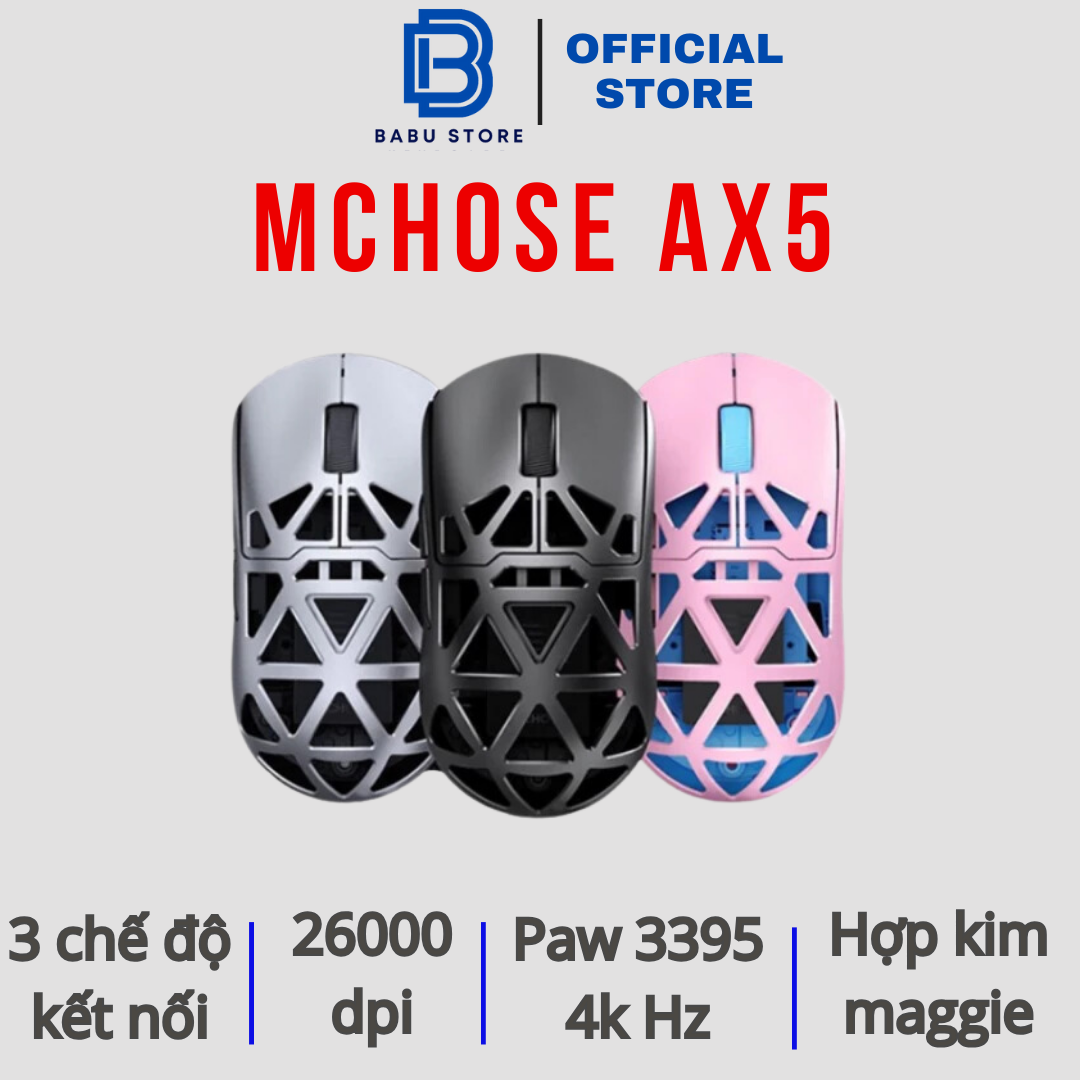 BABU STORE
OFFICIAL
STORE
MCHOSE AX5
3 chế độ
kết nối
26000
dpi
Paw 3395
4k Hz
Hợp kim
maggie